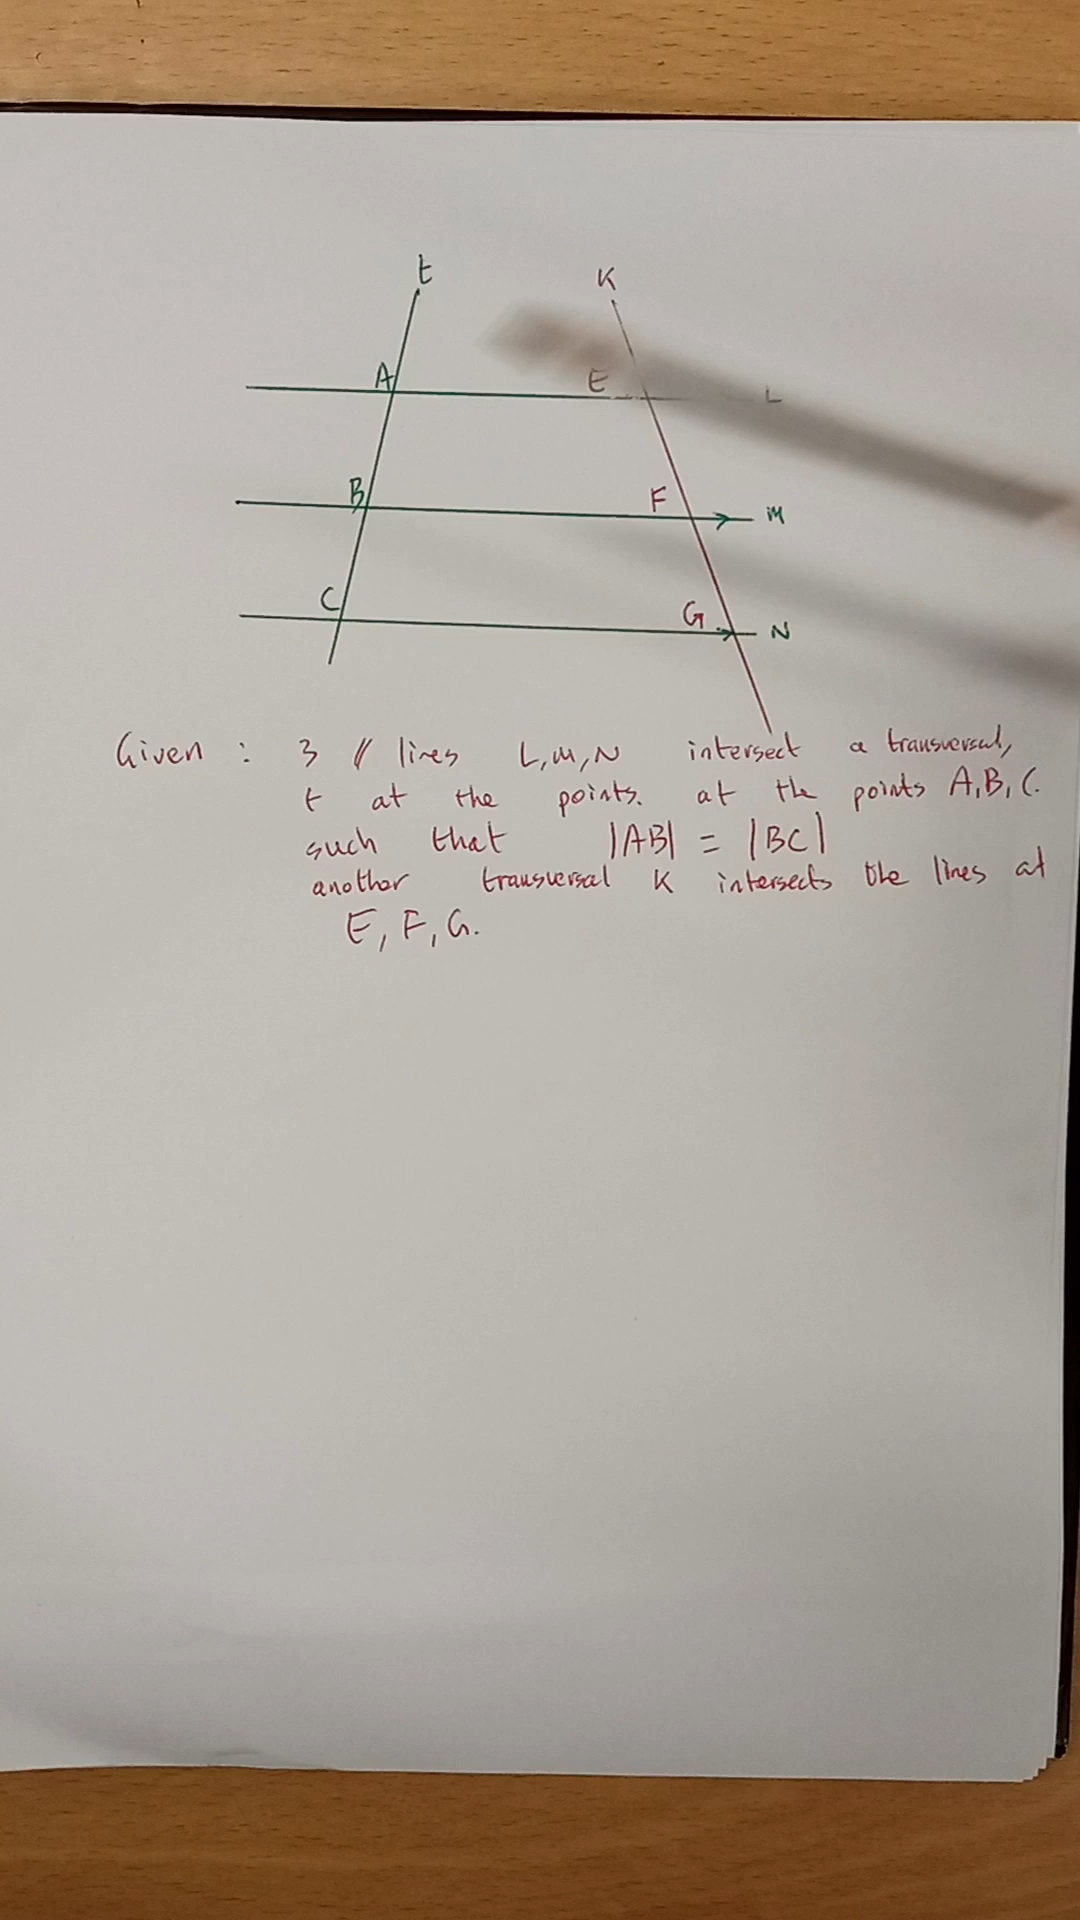 t K
A E L
B F M
C G N
Given : 3 // lines L, M, N intersect a transversal,
t at the points. at the points A, B, C.
such that |AB| = |BC|
another transversal K intersects the lines at
E, F, G.